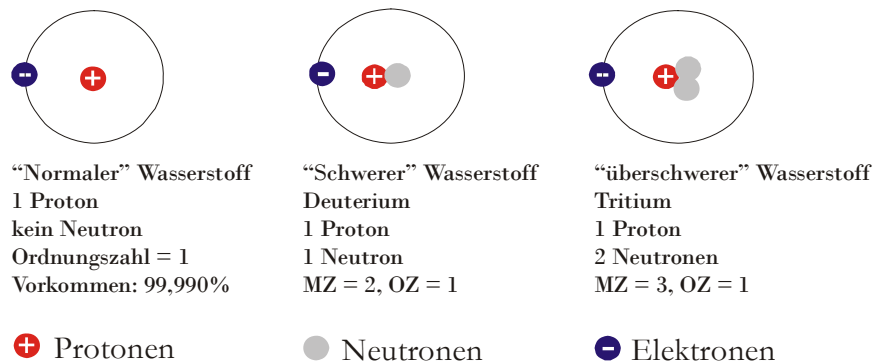 “Normaler” Wasserstoff
1 Proton
kein Neutron
Ordnungszahl = 1
Vorkommen: 99,990%
“Schwerer” Wasserstoff
Deuterium
1 Proton
1 Neutron
MZ = 2, OZ = 1
“überschwerer” Wasserstoff
Tritium
1 Proton
2 Neutronen
MZ = 3, OZ = 1
+ Protonen
Neutronen
- Elektronen